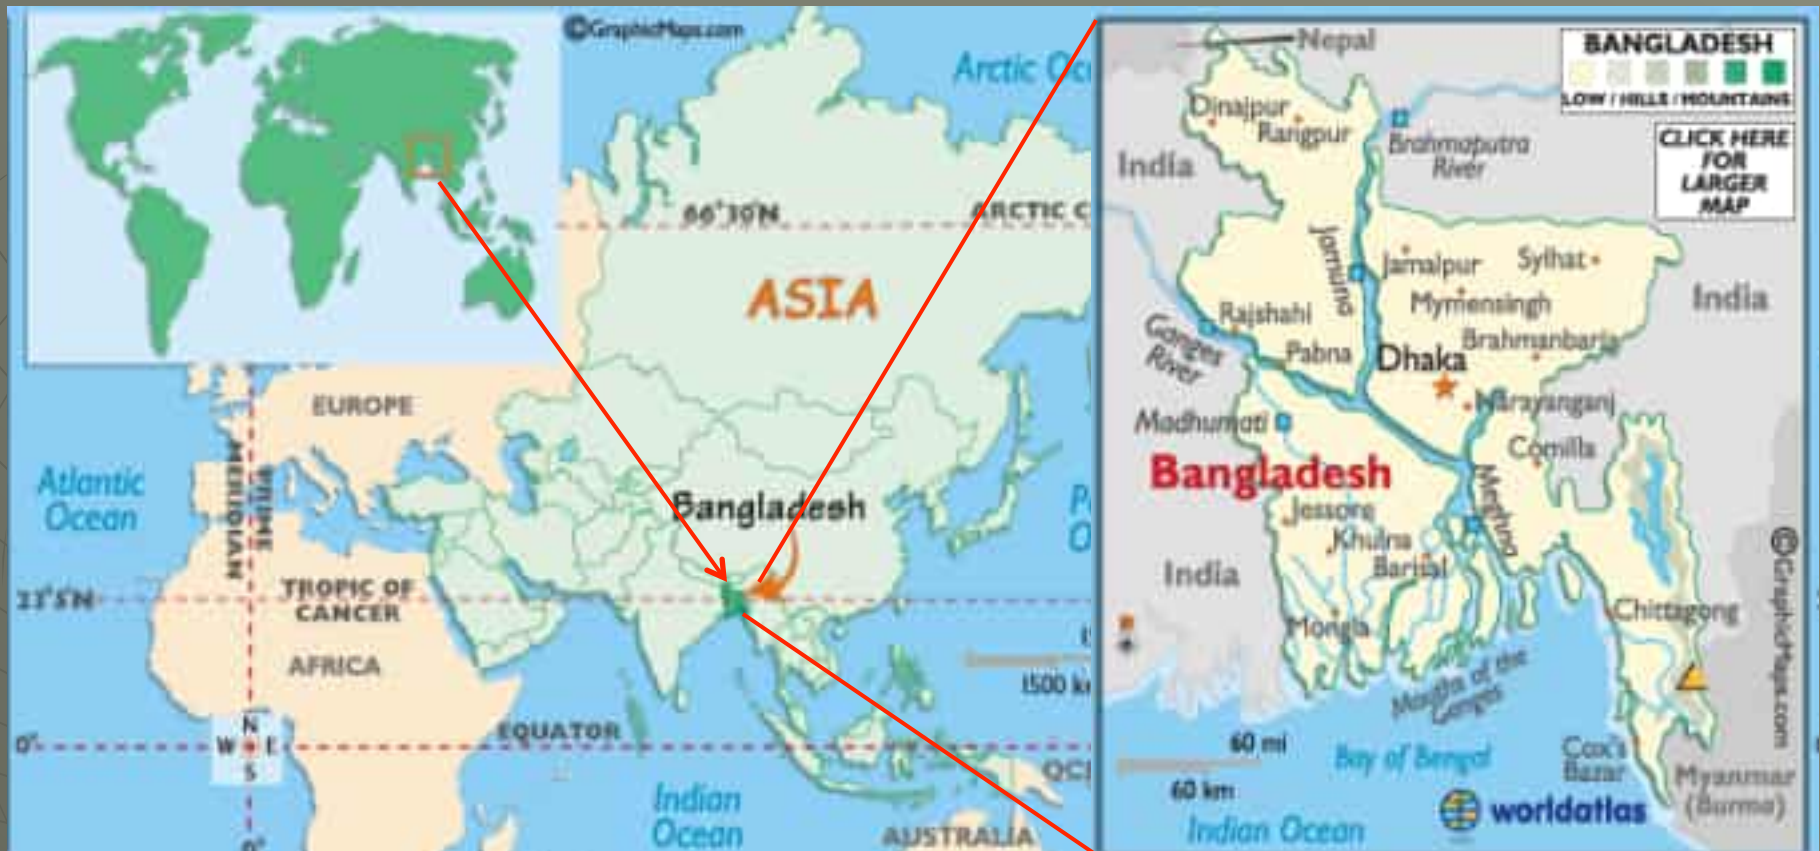 ©GraphicMaps.com
Arctic Oc
66°30'N
ARCTIC C
ASIA
EUROPE
Atlantic
Ocean
PRIME
MERIDIAN
Bangladesh
P
O
23°5'N
TROPIC OF
CANCER
AFRICA
1500 k
N
W E
S
0°
EQUATOR
0°
Indian
Ocean
AUSTRALIA
Nepal
BANGLADESH
LOW / HILLS / MOUNTAINS
CLICK HERE
FOR
LARGER
MAP
Dinajpur
Rangpur
Brahmaputra
River
India
Jamuna
Jamalpur
Sylhat
Mymensingh
India
Rajshahi
Ganges
River
Pabna
Dhaka
Brahmanbaria
Narayanganj
Madhumati
Comilla
Bangladesh
Meghna
Jessore
Khulna
Barisal
India
Chittagong
Mongla
Mouths of the
Ganges
©GraphicMaps.com
60 mi
60 km
Bay of Bengal
Cox's
Bazar
Myanmar
(Burma)
worldatlas
Indian Ocean